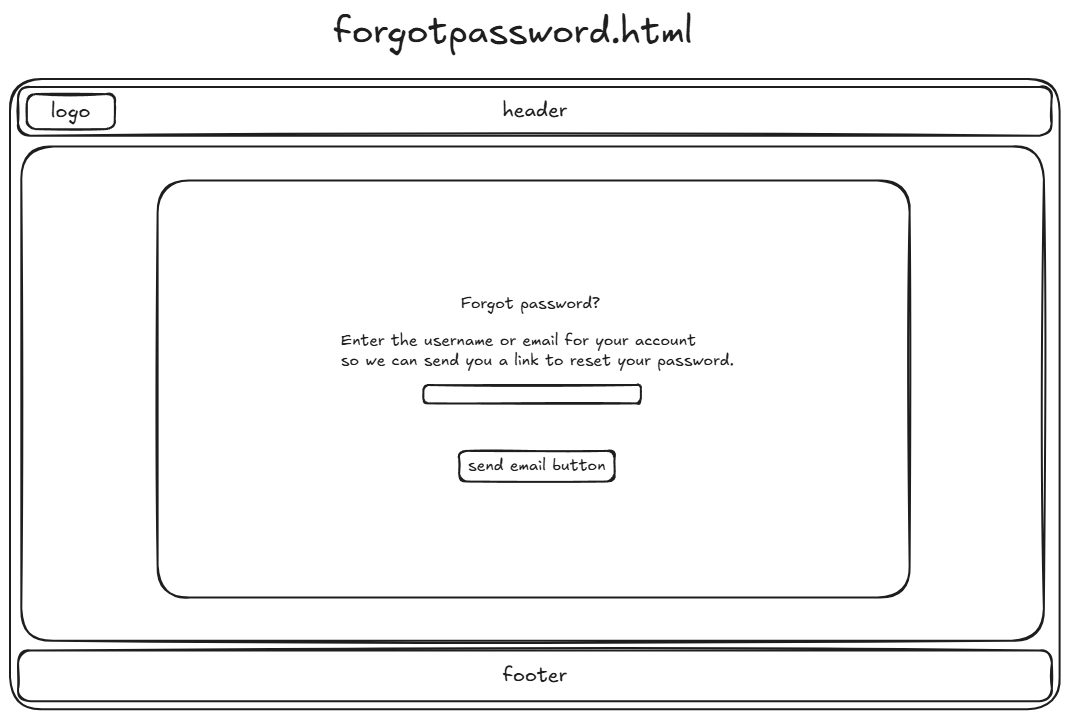 forgotpassword.html
logo
header
Forgot password?
Enter the username or email for your account
so we can send you a link to reset your password.
send email button
footer